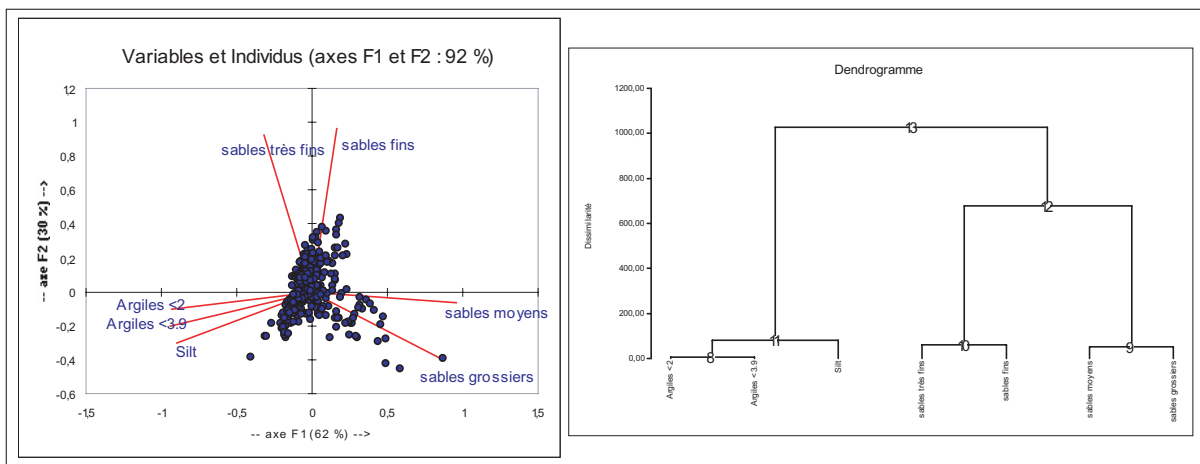 Variables et Individus (axes F1 et F2 : 92 %)
-- axe F2 (30 %) -->
1,2
1
0,8
0,6
0,4
0,2
0
-0,2
-0,4
-0,6
sables très fins
sables fins
Argiles <2
Argiles <3.9
Silt
sables moyens
sables grossiers
-1,5
-1
-0,5
0
0,5
1
1,5
-- axe F1 (62 %) -->
Dendrogramme
Dissimilarité
1200,00
1000,00
800,00
600,00
400,00
200,00
0,00
13
12
11
10
9
8
Argiles <2
Argiles <3.9
Silt
sables très fins
sables fins
sables moyens
sables grossiers